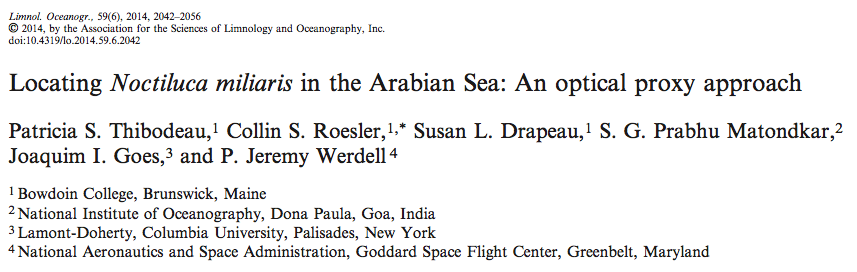 Limnol. Oceanogr., 59(6), 2014, 2042–2056
© 2014, by the Association for the Sciences of Limnology and Oceanography, Inc.
doi:10.4319/lo.2014.59.6.2042
Locating Noctiluca miliaris in the Arabian Sea: An optical proxy approach
Patricia S. Thibodeau,1 Collin S. Roesler,1,* Susan L. Drapeau,1 S. G. Prabhu Matondkar,2
Joaquim I. Goes,3 and P. Jeremy Werdell 4
1 Bowdoin College, Brunswick, Maine
2 National Institute of Oceanography, Dona Paula, Goa, India
3 Lamont-Doherty, Columbia University, Palisades, New York
4 National Aeronautics and Space Administration, Goddard Space Flight Center, Greenbelt, Maryland